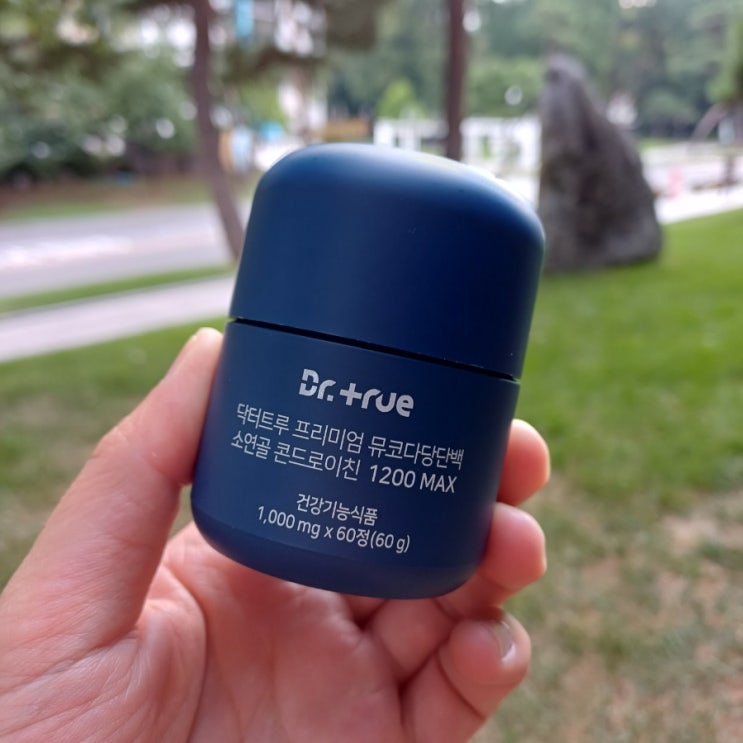 Dr.true
닥터트루 프리미엄 뮤코다당단백
소연골 콘드로이친 1200 MAX
건강기능식품
1,000 mg x 60정(60 g)